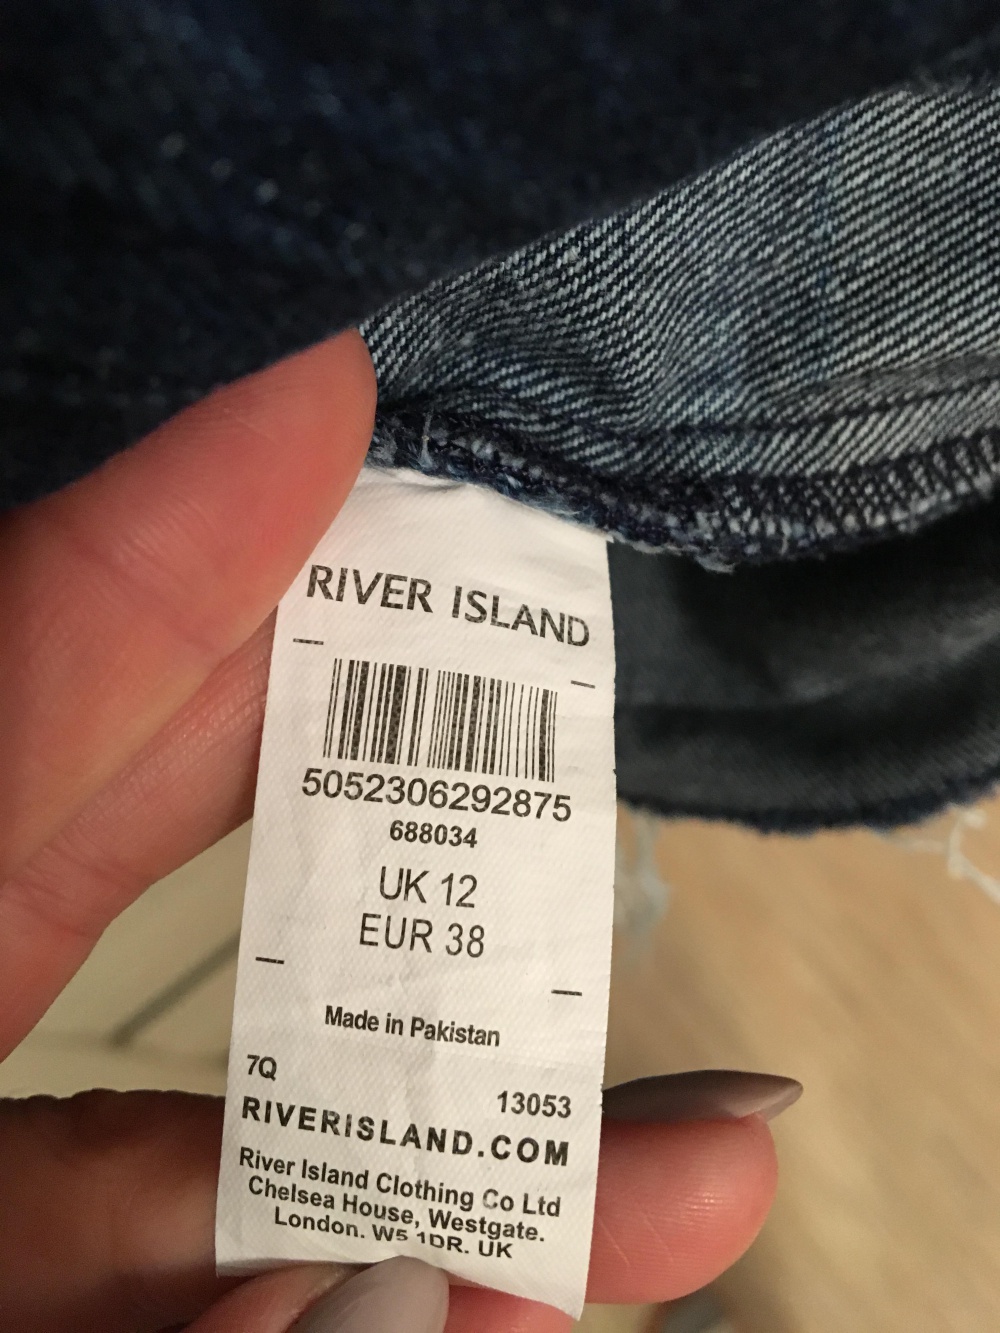 RIVER ISLAND
5052306292875
688034
UK 12
EUR 38
Made in Pakistan
7Q
13053
RIVERISLAND.COM
River Island Clothing Co Ltd
Chelsea House, Westgate.
London. W5 1DR. UK